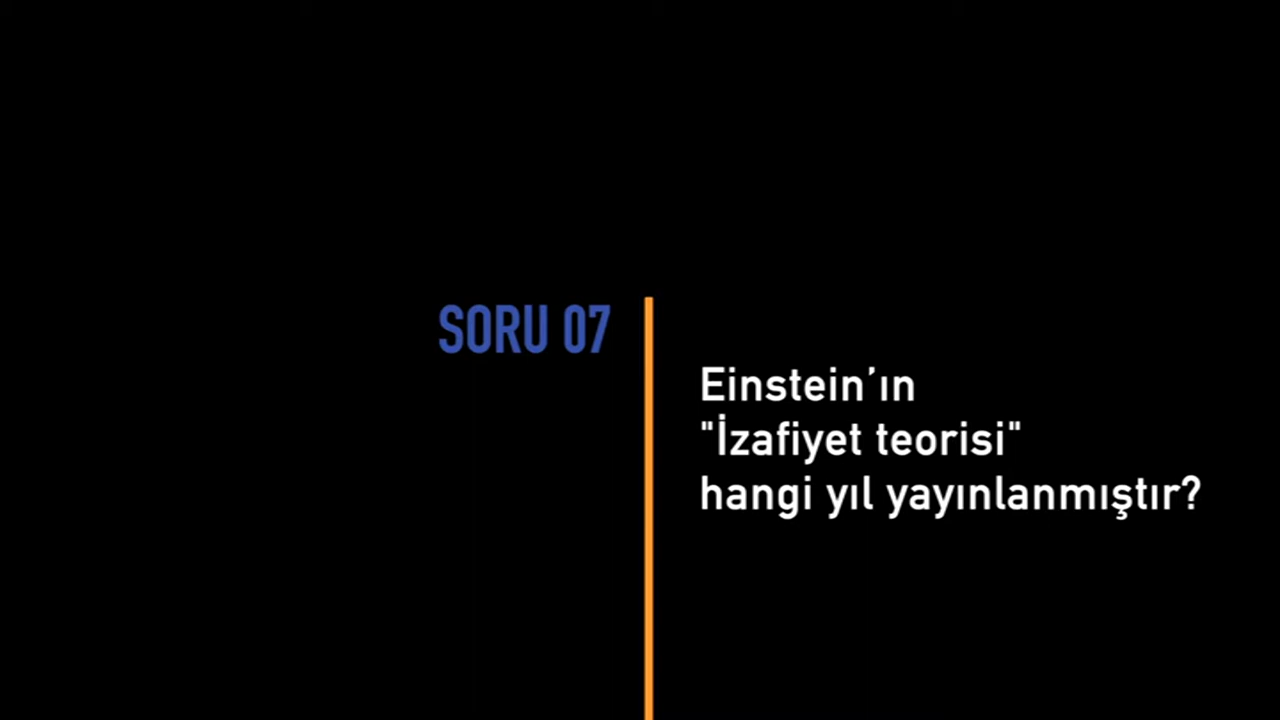 SORU 07
Einstein’ın
"İzafiyet teorisi"
hangi yıl yayınlanmıştır?